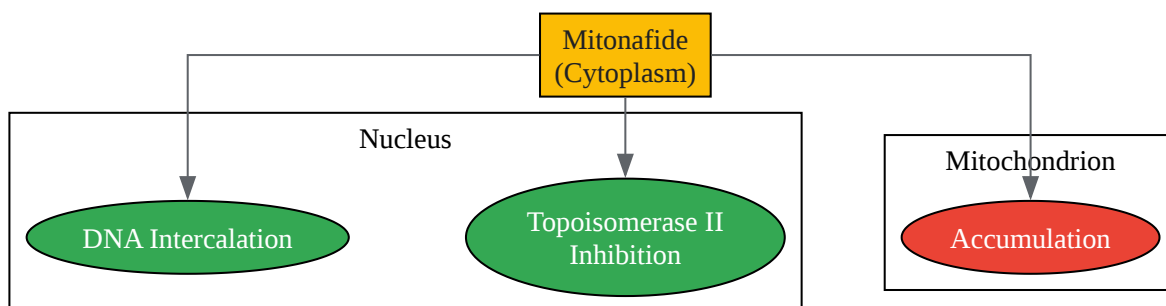 Mitonafide
(Cytoplasm)
Nucleus
Mitochondrion
DNA Intercalation
Topoisomerase II
Inhibition
Accumulation